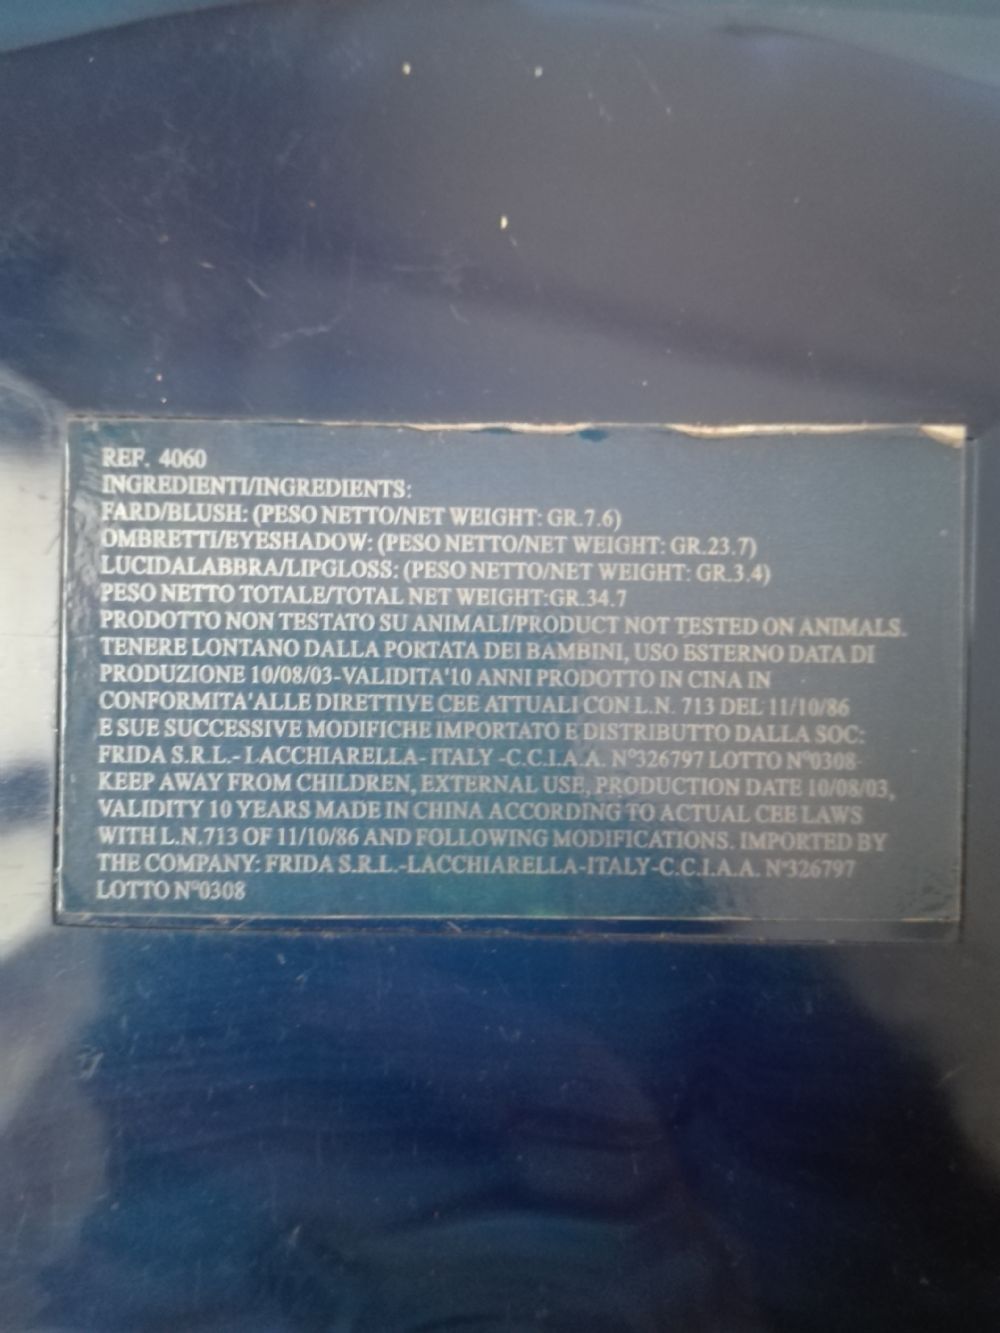 REF. 4060
INGREDIENTI/INGREDIENTS:
FARD/BLUSH: (PESO NETTO/NET WEIGHT: GR.7.6)
OMBRETTI/EYESHADOW: (PESO NETTO/NET WEIGHT: GR.23.7)
LUCIDALABBRA/LIPGLOSS: (PESO NETTO/NET WEIGHT: GR.3.4)
PESO NETTO TOTALE/TOTAL NET WEIGHT:GR.34.7
PRODOTTO NON TESTATO SU ANIMALI/PRODUCT NOT TESTED ON ANIMALS.
TENERE LONTANO DALLA PORTATA DEI BAMBINI, USO ESTERNO DATA DI
PRODUZIONE 10/08/03-VALIDITA'10 ANNI PRODOTTO IN CINA IN
CONFORMITA'ALLE DIRETTIVE CEE ATTUALI CON L.N. 713 DEL 11/10/86
E SUE SUCCESSIVE MODIFICHE IMPORTATO E DISTRIBUTO DALLA SOC:
FRIDA S.R.L.- LACCHIARELLA- ITALY -C.C.I.A.A. N°326797 LOTTO N°0308-
KEEP AWAY FROM CHILDREN, EXTERNAL USE, PRODUCTION DATE 10/08/03,
VALIDITY 10 YEARS MADE IN CHINA ACCORDING TO ACTUAL CEE LAWS
WITH L.N.713 OF 11/10/86 AND FOLLOWING MODIFICATIONS. IMPORTED BY
THE COMPANY: FRIDA S.R.L.-LACCHIARELLA-ITALY-C.C.I.A.A. N°326797
LOTTO N°0308